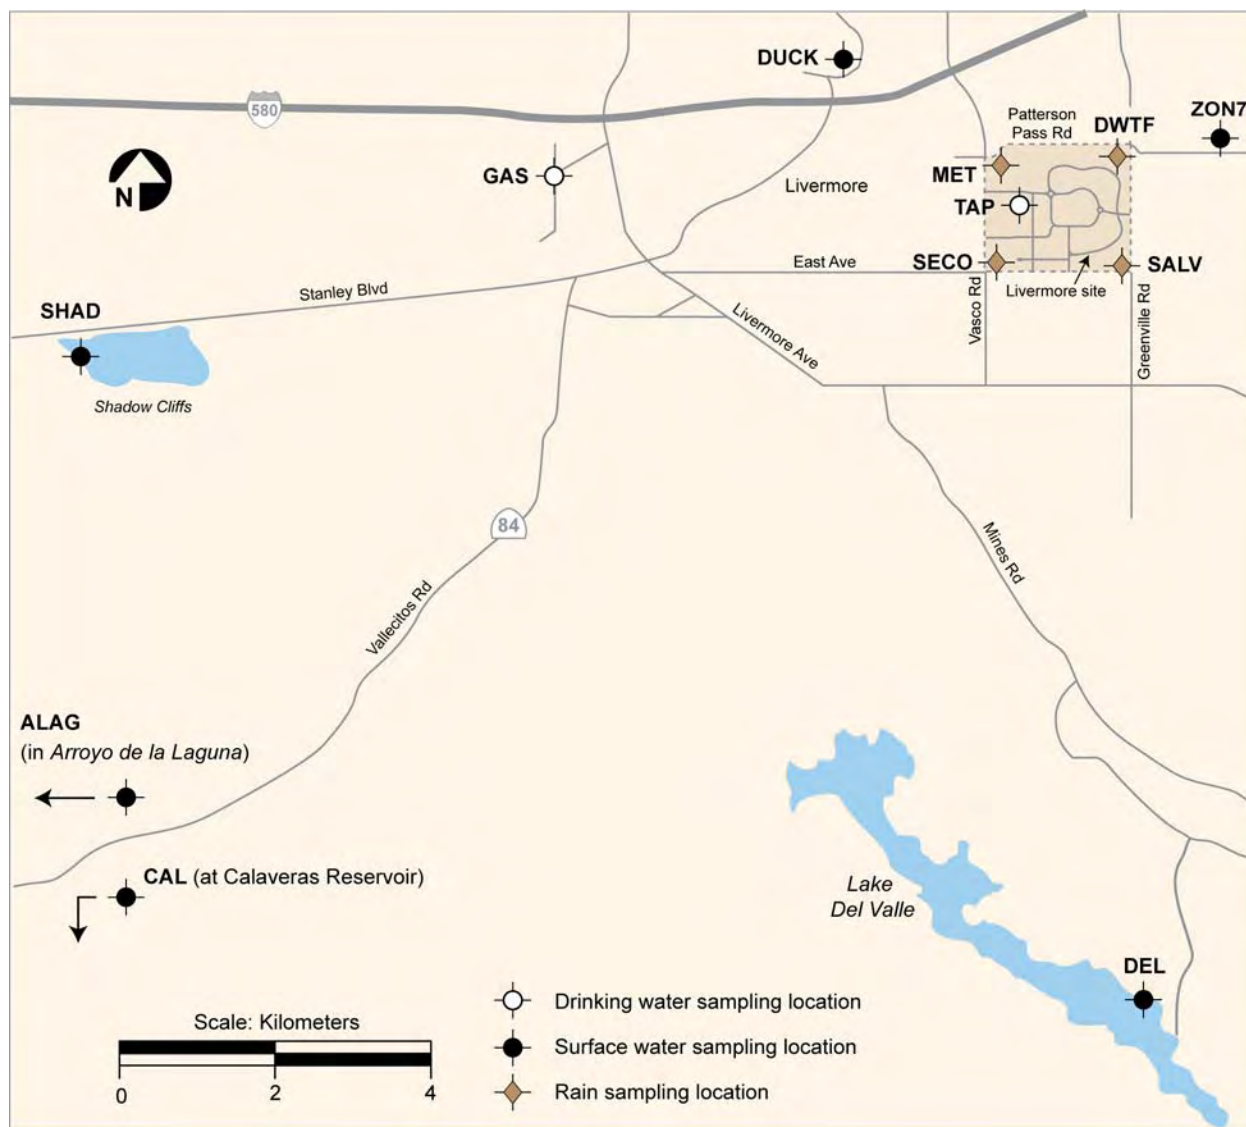 DUCK
580
ZON7
Patterson
Pass Rd
DWTF
GAS
MET
Livermore
N
TAP
SECO
East Ave
SALV
Livermore site
Stanley Blvd
SHAD
Vasco Rd
Greenville Rd
Livermore Ave
Shadow Cliffs
84
Mines Rd
Vallecitos Rd
ALAG
(in Arroyo de la Laguna)
CAL (at Calaveras Reservoir)
Lake
Del Valle
DEL
Scale: Kilometers
0 2 4
Drinking water sampling location
Surface water sampling location
Rain sampling location